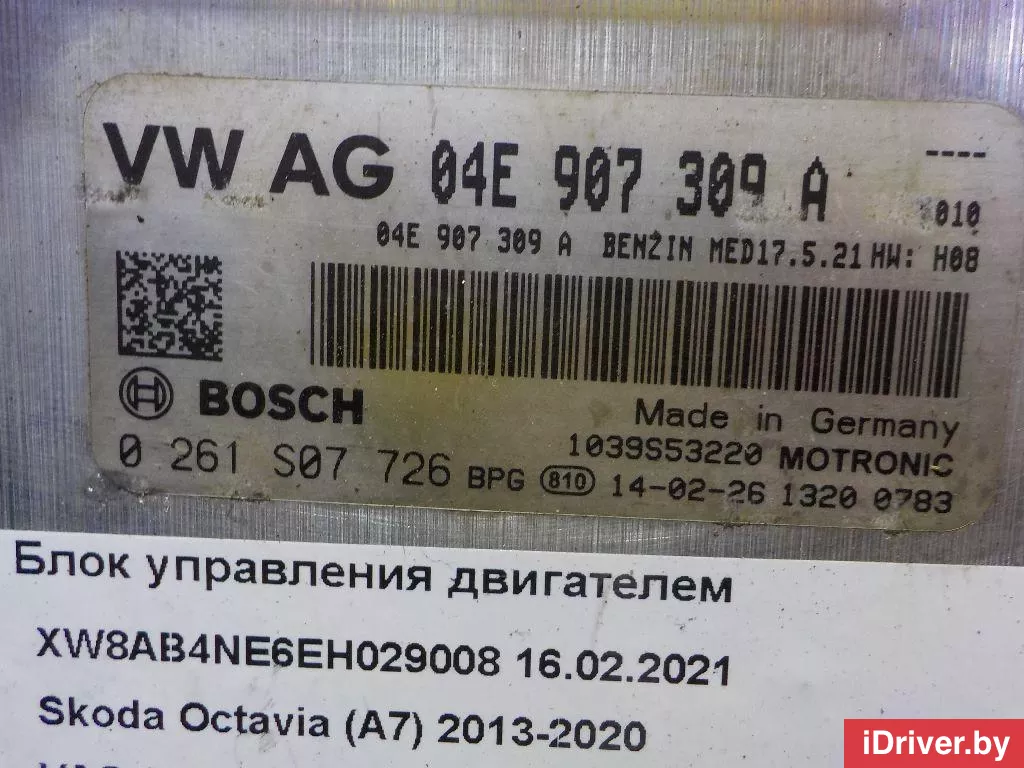 VW AG 04E 907 309 A ----
010
04E 907 309 A BENZIN MED17.5.21 HW: H08
BOSCH
Made in Germany
1039S53220 MOTRONIC
0 261 S07 726 BPG 810 14-02-26 1320 0783
Блок управления двигателем
XW8AB4NE6EH029008 16.02.2021
Skoda Octavia (A7) 2013-2020
iDriver.by